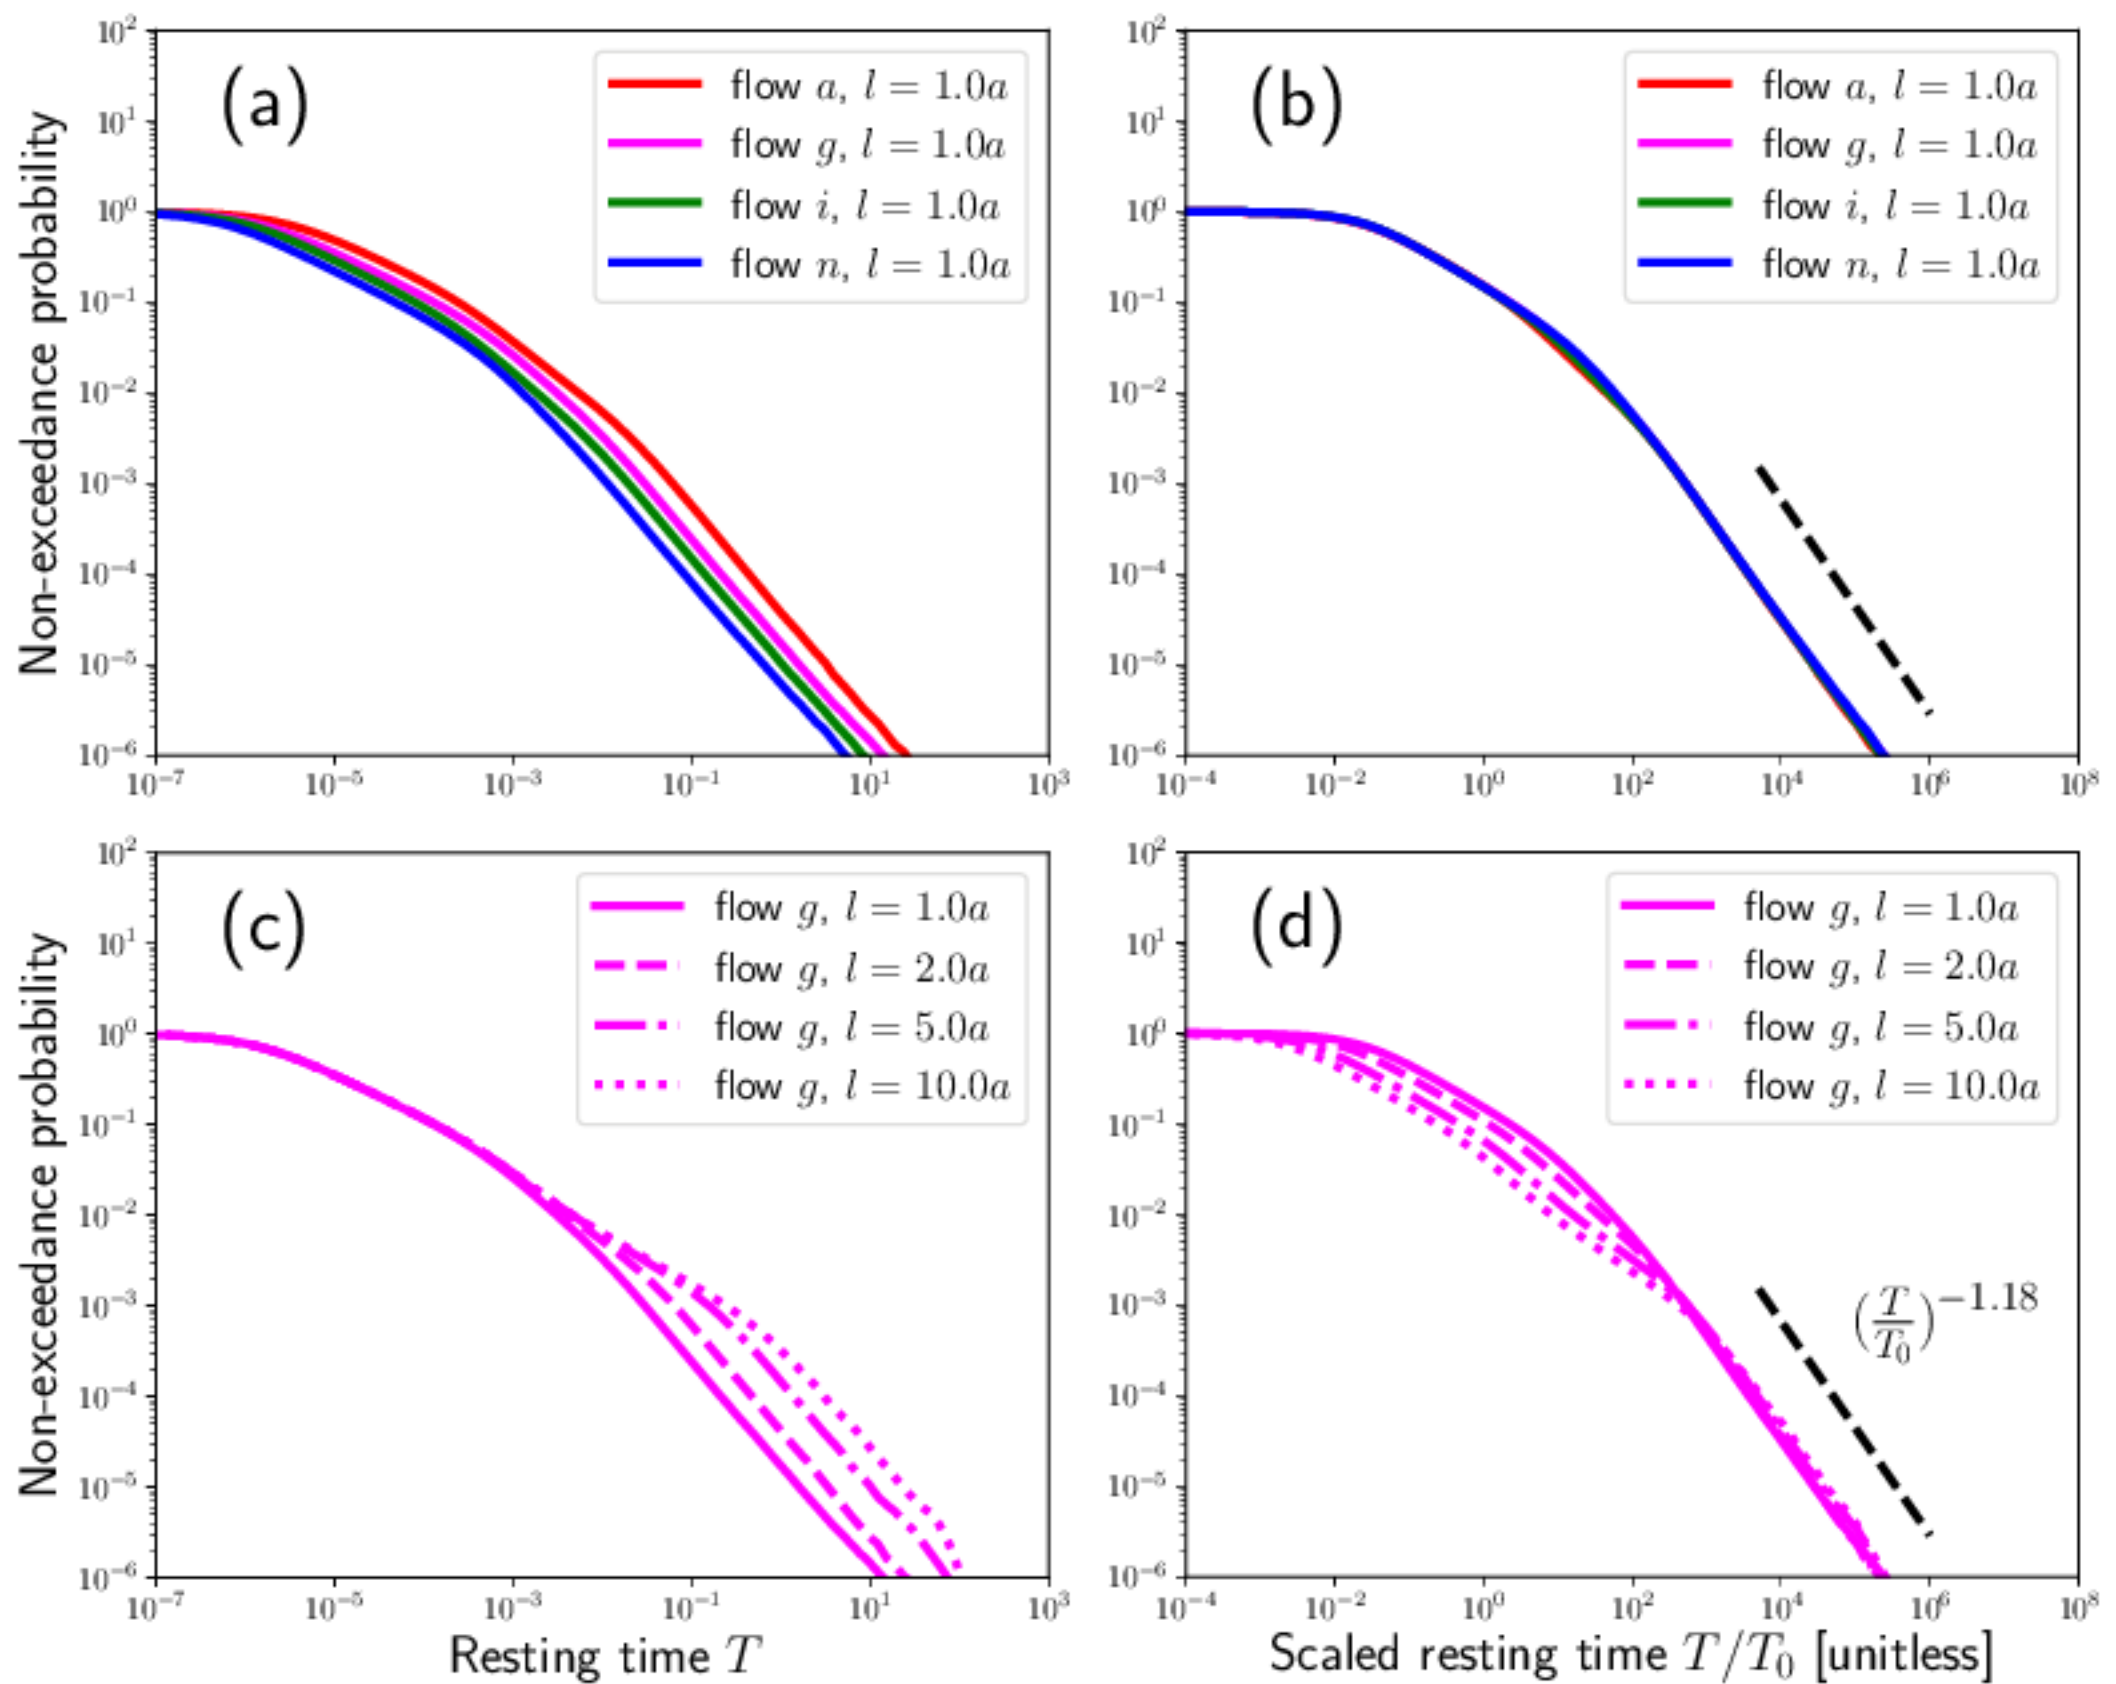 (a)
flow a, l = 1.0a
flow g, l = 1.0a
flow i, l = 1.0a
flow n, l = 1.0a
Non-exceedance probability
10^2
10^1
10^0
10^−1
10^−2
10^−3
10^−4
10^−5
10^−6
10^−7 10^−5 10^−3 10^−1 10^1 10^3
(b)
flow a, l = 1.0a
flow g, l = 1.0a
flow i, l = 1.0a
flow n, l = 1.0a
10^2
10^1
10^0
10^−1
10^−2
10^−3
10^−4
10^−5
10^−6
10^−4 10^−2 10^0 10^2 10^4 10^6 10^8
(c)
flow g, l = 1.0a
flow g, l = 2.0a
flow g, l = 5.0a
flow g, l = 10.0a
Non-exceedance probability
10^2
10^1
10^0
10^−1
10^−2
10^−3
10^−4
10^−5
10^−6
10^−7 10^−5 10^−3 10^−1 10^1 10^3
Resting time T
(d)
flow g, l = 1.0a
flow g, l = 2.0a
flow g, l = 5.0a
flow g, l = 10.0a
(T/T_0)^−1.18
10^2
10^1
10^0
10^−1
10^−2
10^−3
10^−4
10^−5
10^−6
10^−4 10^−2 10^0 10^2 10^4 10^6 10^8
Scaled resting time T/T_0 [unitless]